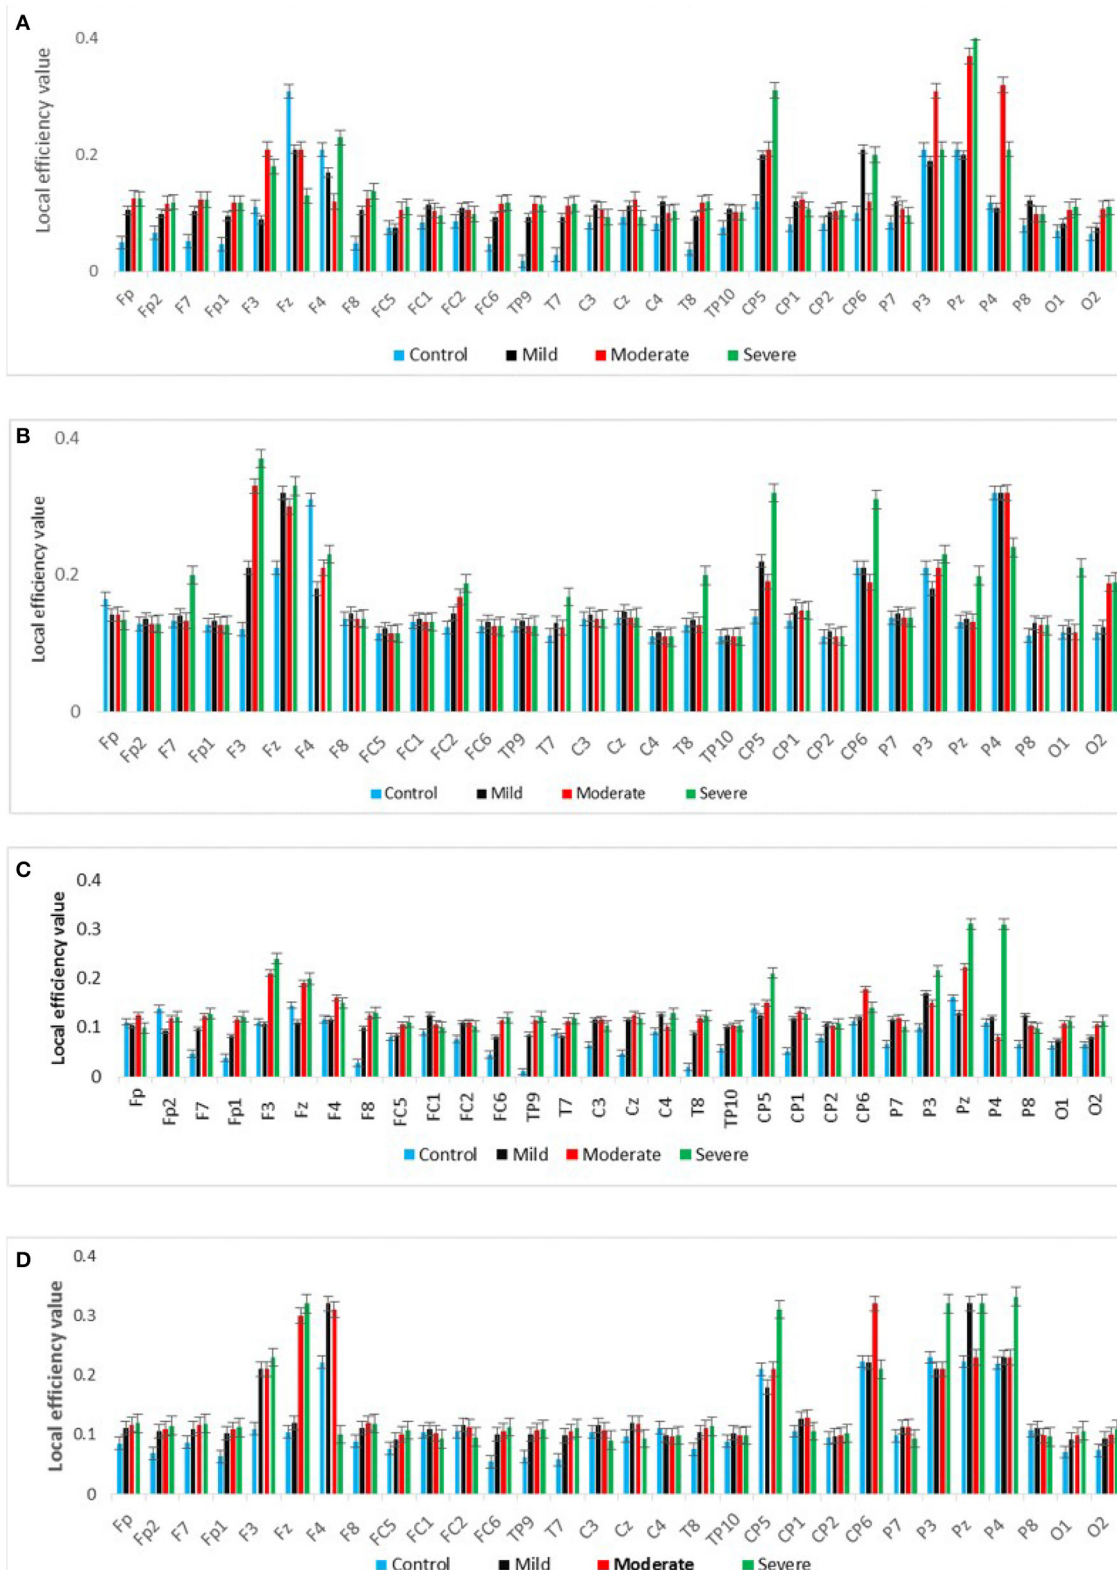 A
Local efficiency value
0.4
0.2
0
Fp Fp2 F7 Fp1 F3 Fz F4 F8 FC5 FC1 FC2 FC6 TP9 T7 C3 Cz C4 T8 TP10 CP5 CP1 CP2 CP6 P7 P3 Pz P4 P8 O1 O2
Control Mild Moderate Severe
B
Local efficiency value
0.4
0.2
0
Fp Fp2 F7 Fp1 F3 Fz F4 F8 FC5 FC1 FC2 FC6 TP9 T7 C3 Cz C4 T8 TP10 CP5 CP1 CP2 CP6 P7 P3 Pz P4 P8 O1 O2
Control Mild Moderate Severe
C
Local efficiency value
0.4
0.3
0.2
0.1
0
Fp Fp2 F7 Fp1 F3 Fz F4 F8 FC5 FC1 FC2 FC6 TP9 T7 C3 Cz C4 T8 TP10 CP5 CP1 CP2 CP6 P7 P3 Pz P4 P8 O1 O2
Control Mild Moderate Severe
D
Local efficiency value
0.4
0.3
0.2
0.1
0
Fp Fp2 F7 Fp1 F3 Fz F4 F8 FC5 FC1 FC2 FC6 TP9 T7 C3 Cz C4 T8 TP10 CP5 CP1 CP2 CP6 P7 P3 Pz P4 P8 O1 O2
Control Mild Moderate Severe